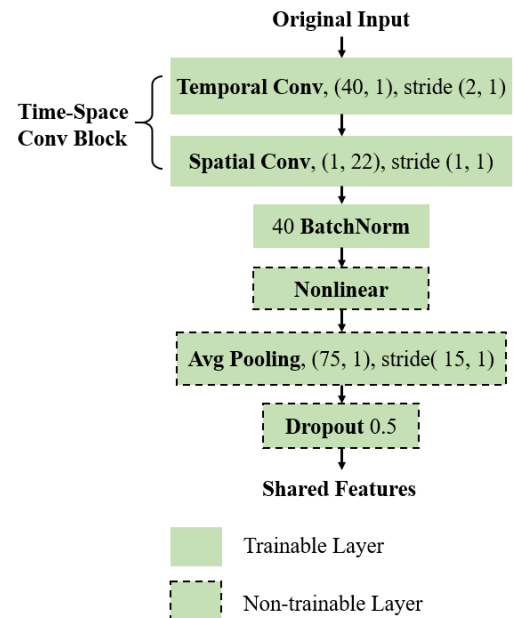 Original Input
Temporal Conv, (40, 1), stride (2, 1)
Time-Space
Conv Block
Spatial Conv, (1, 22), stride (1, 1)
40 BatchNorm
Nonlinear
Avg Pooling, (75, 1), stride( 15, 1)
Dropout 0.5
Shared Features
Trainable Layer
Non-trainable Layer